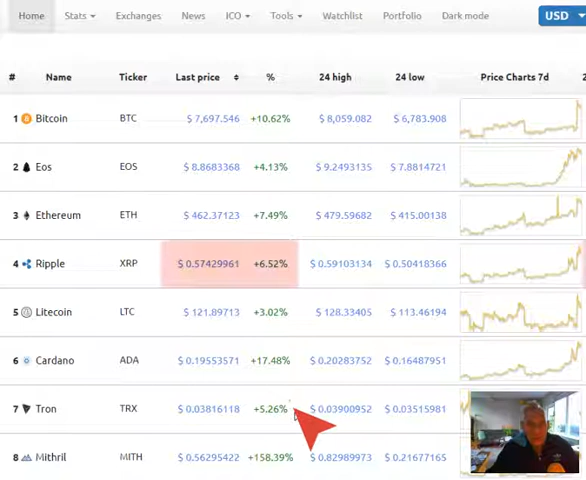 Home Stats Exchanges News ICO Tools Watchlist Portfolio Dark mode USD
# Name Ticker Last price % 24 high 24 low Price Charts 7d
1 Bitcoin BTC $ 7,697.546 +10.62% $ 8,059.082 $ 6,783.908
2 Eos EOS $ 8.8683368 +4.13% $ 9.2493135 $ 7.8814721
3 Ethereum ETH $ 462.37123 +7.49% $ 479.59682 $ 415.00138
4 Ripple XRP $ 0.57429961 +6.52% $ 0.59103134 $ 0.50418366
5 Litecoin LTC $ 121.89713 +3.02% $ 128.33405 $ 113.46194
6 Cardano ADA $ 0.19553571 +17.48% $ 0.20283752 $ 0.16487951
7 Tron TRX $ 0.03816118 +5.26% $ 0.03900952 $ 0.03515981
8 Mithril MITH $ 0.56295422 +158.39% $ 0.82989973 $ 0.21677165